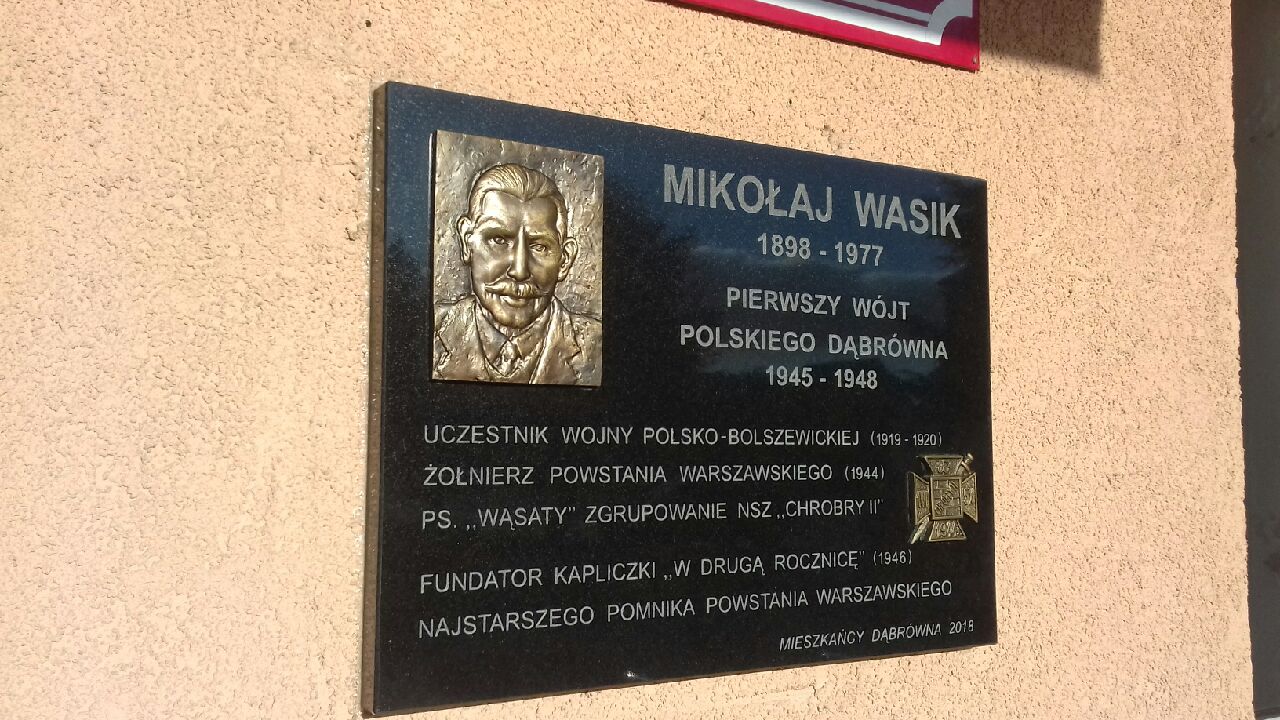 MIKOŁAJ WASIK
1898 - 1977
PIERWSZY WÓJT
POLSKIEGO DĄBRÓWNA
1945 - 1948
UCZESTNIK WOJNY POLSKO-BOLSZEWICKIEJ (1919 - 1920)
ŻOŁNIERZ POWSTANIA WARSZAWSKIEGO (1944)
PS. ,,WĄSATY" ZGRUPOWANIE NSZ ,,CHROBRY II"
FUNDATOR KAPLICZKI ,,W DRUGĄ ROCZNICĘ" (1946)
NAJSTARSZEGO POMNIKA POWSTANIA WARSZAWSKIEGO
MIESZKAŃCY DĄBRÓWNA 2018